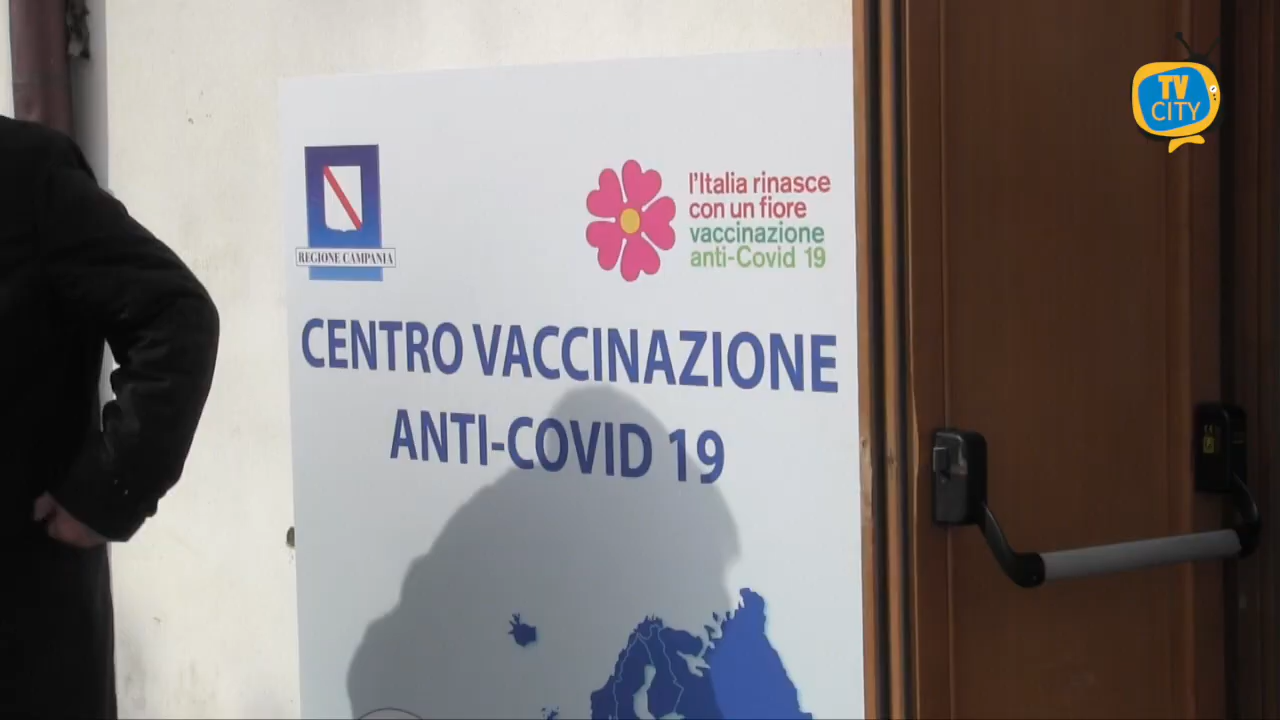 TV
CITY
REGIONE CAMPANIA
l'Italia rinasce
con un fiore
vaccinazione
anti-Covid 19
CENTRO VACCINAZIONE
ANTI-COVID 19